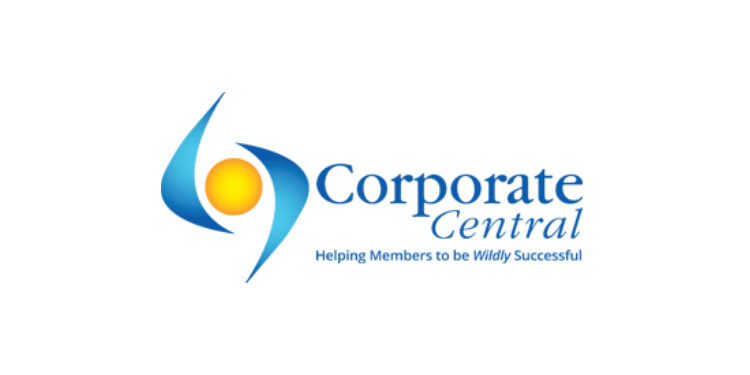 Corporate
Central
Helping Members to be Wildly Successful